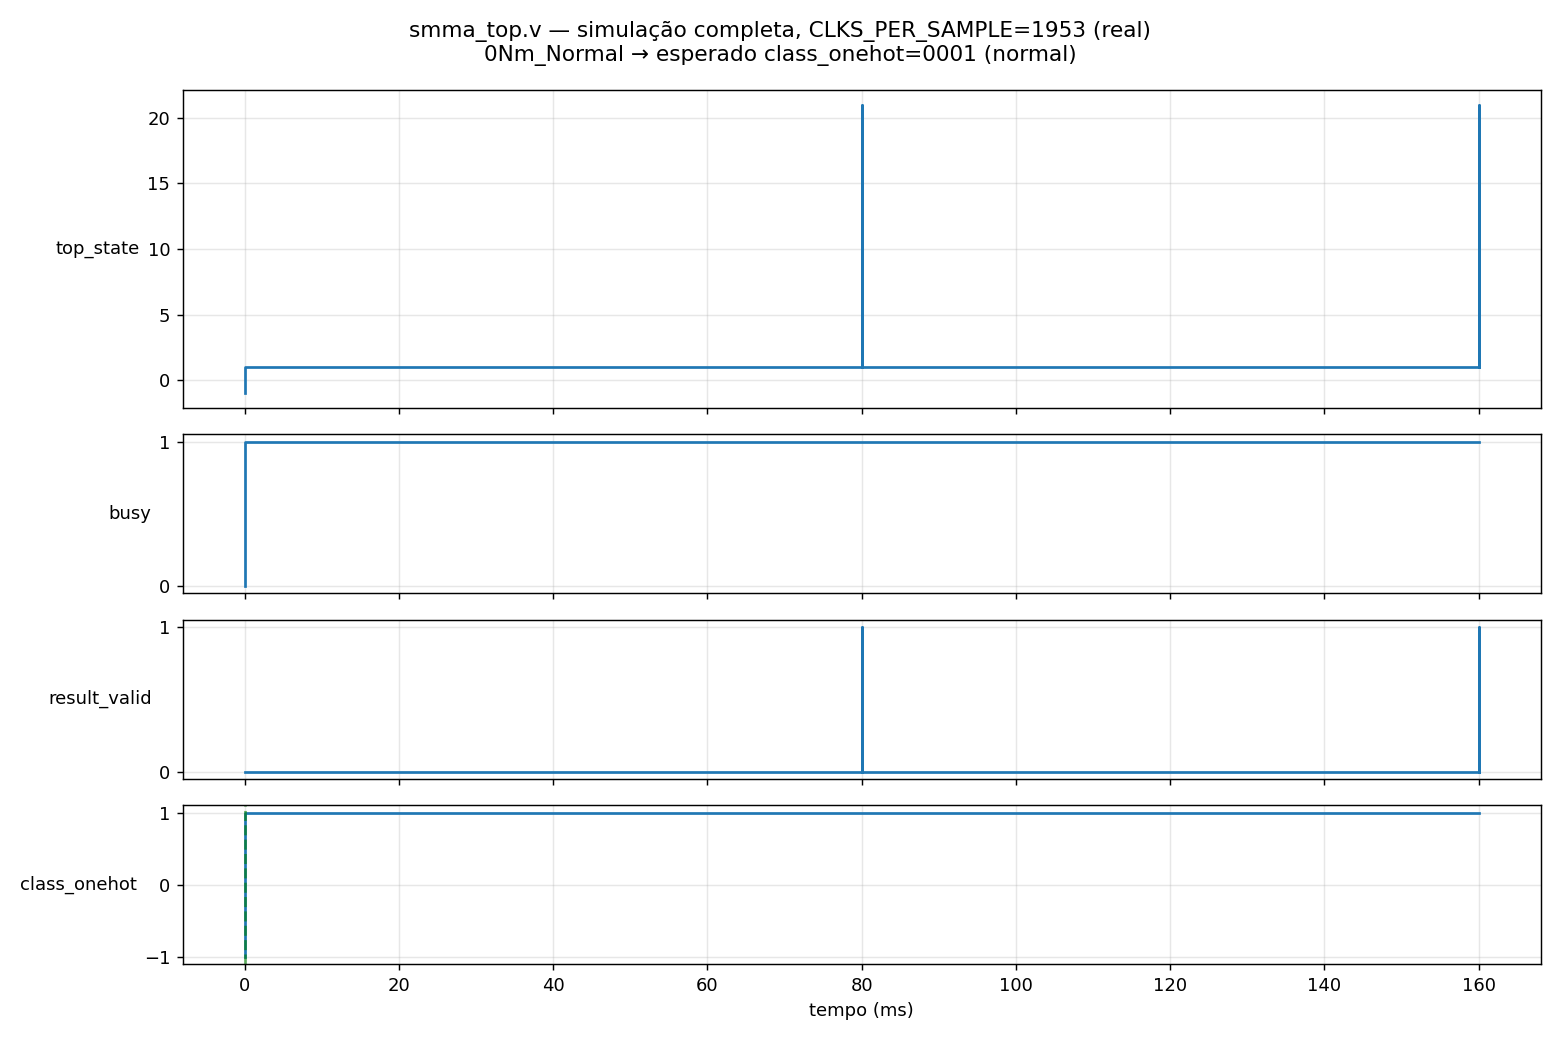 smma_top.v — simulação completa, CLKS_PER_SAMPLE=1953 (real)
0Nm_Normal → esperado class_onehot=0001 (normal)
20
15
top_state 10
5
0
1
busy
0
1
result_valid
0
1
class_onehot 0
−1
0 20 40 60 80 100 120 140 160
tempo (ms)